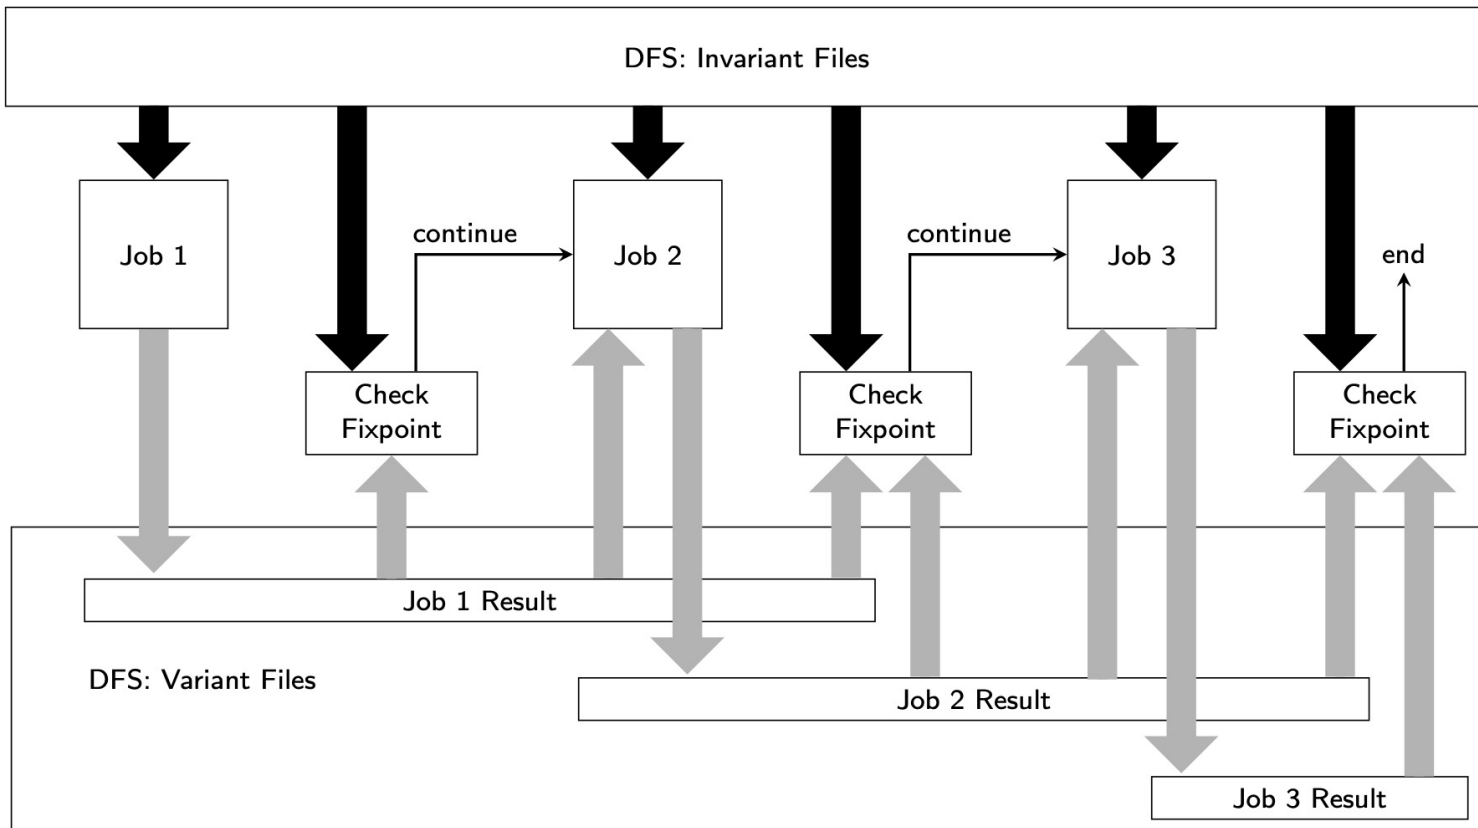 DFS: Invariant Files
continue
continue
Job 1
Job 2
Job 3
end
Check
Fixpoint
Check
Fixpoint
Check
Fixpoint
Job 1 Result
DFS: Variant Files
Job 2 Result
Job 3 Result